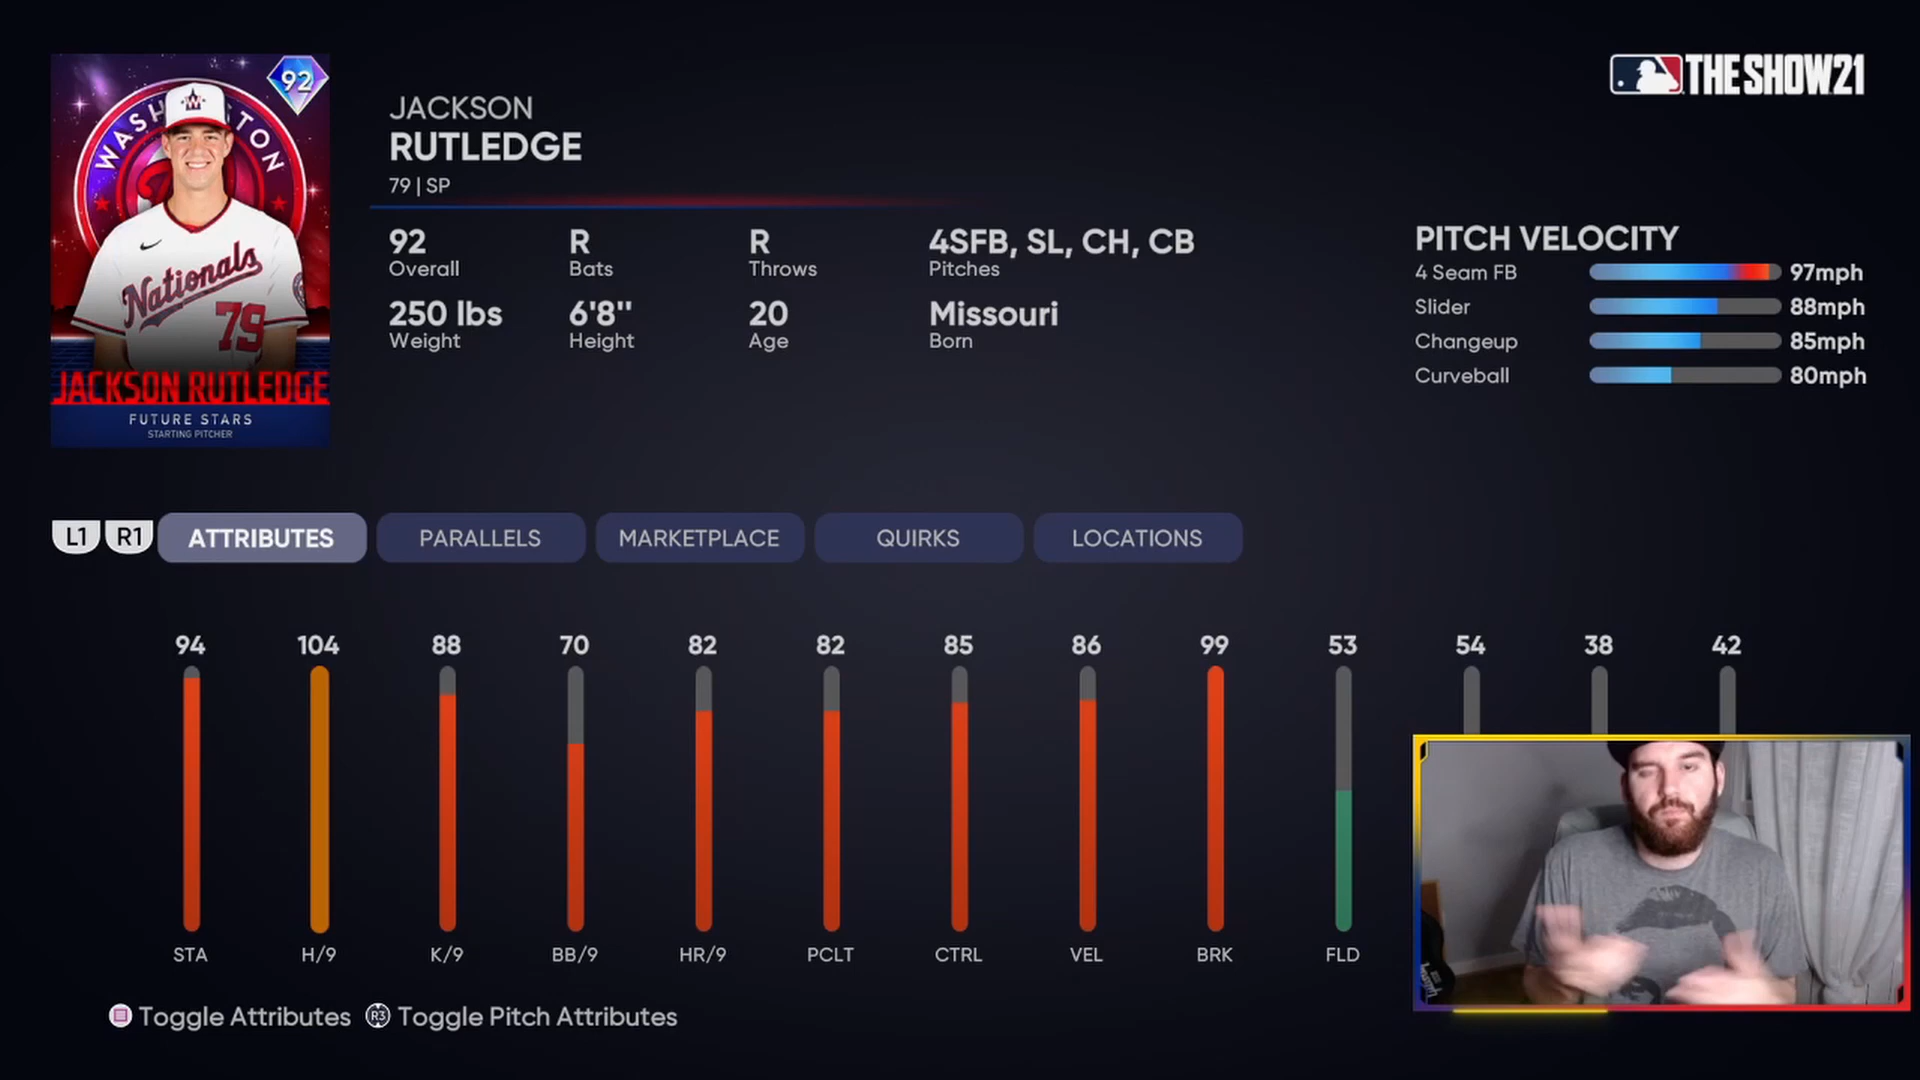 92
WASHINGTON
Nationals
79
JACKSON RUTLEDGE
FUTURE STARS
STARTING PITCHER
JACKSON
RUTLEDGE
79 | SP
92 R R 4SFB, SL, CH, CB
Overall Bats Throws Pitches
250 lbs 6'8" 20 Missouri
Weight Height Age Born
THE SHOW 21
PITCH VELOCITY
4 Seam FB 97mph
Slider 88mph
Changeup 85mph
Curveball 80mph
L1 R1 ATTRIBUTES PARALLELS MARKETPLACE QUIRKS LOCATIONS
94 104 88 70 82 82 85 86 99 53 54 38 42
STA H/9 K/9 BB/9 HR/9 PCLT CTRL VEL BRK FLD
Toggle Attributes R3 Toggle Pitch Attributes